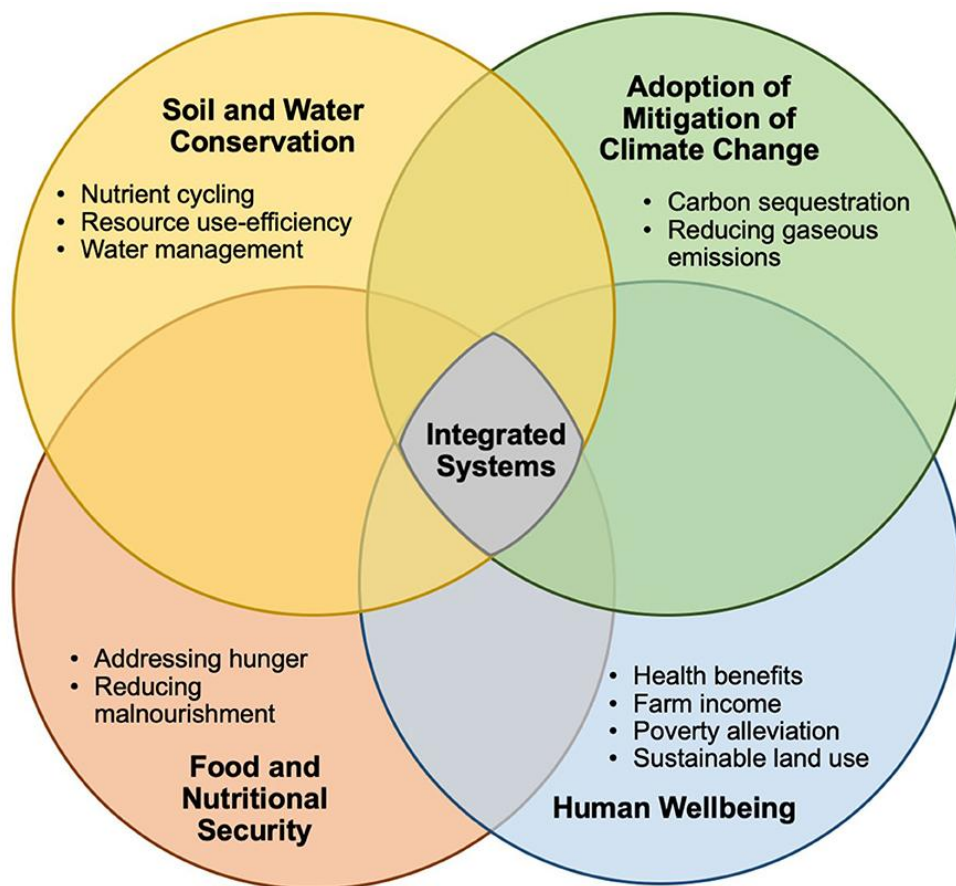 Soil and Water
Conservation
• Nutrient cycling
• Resource use-efficiency
• Water management
Adoption of
Mitigation of
Climate Change
• Carbon sequestration
• Reducing gaseous
emissions
Integrated
Systems
• Addressing hunger
• Reducing
malnourishment
Food and
Nutritional
Security
• Health benefits
• Farm income
• Poverty alleviation
• Sustainable land use
Human Wellbeing